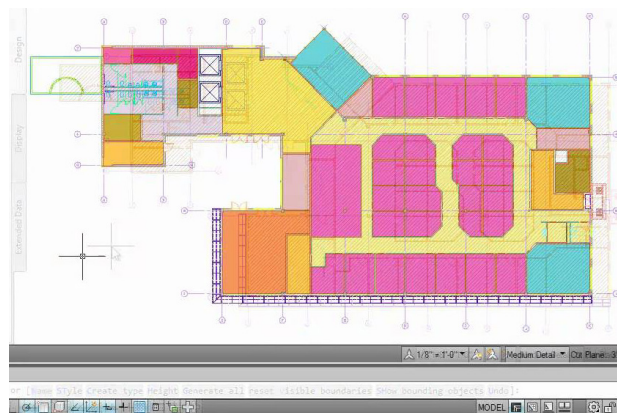 Design
Display
Extended Data
1/8" = 1'-0"
Medium Detail
Cut Plane: 3'
or [Name STyle Create type Height Generate all reset visible boundaries Show bounding objects Undo]:
MODEL